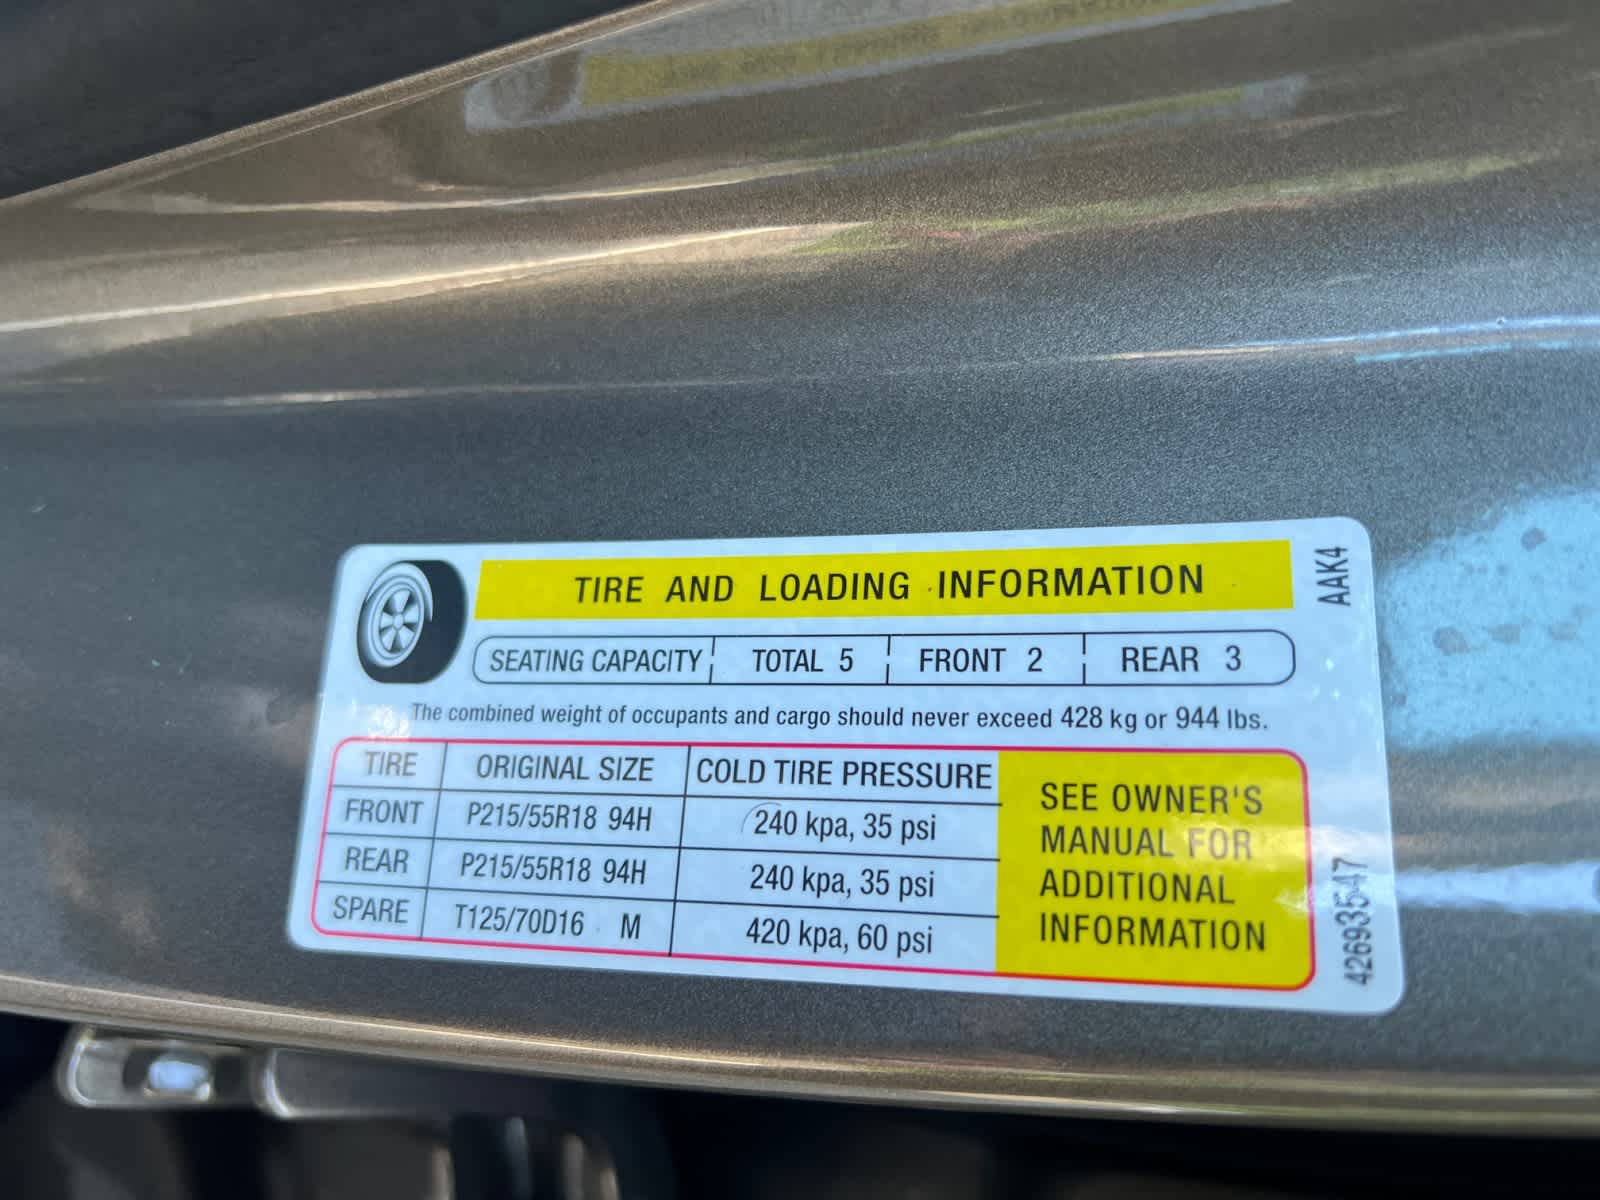 TIRE AND LOADING INFORMATION
AAK4
SEATING CAPACITY TOTAL 5 FRONT 2 REAR 3
The combined weight of occupants and cargo should never exceed 428 kg or 944 lbs.
TIRE ORIGINAL SIZE COLD TIRE PRESSURE
FRONT P215/55R18 94H 240 kpa, 35 psi
REAR P215/55R18 94H 240 kpa, 35 psi
SPARE T125/70D16 M 420 kpa, 60 psi
SEE OWNER'S
MANUAL FOR
ADDITIONAL
INFORMATION
42693547